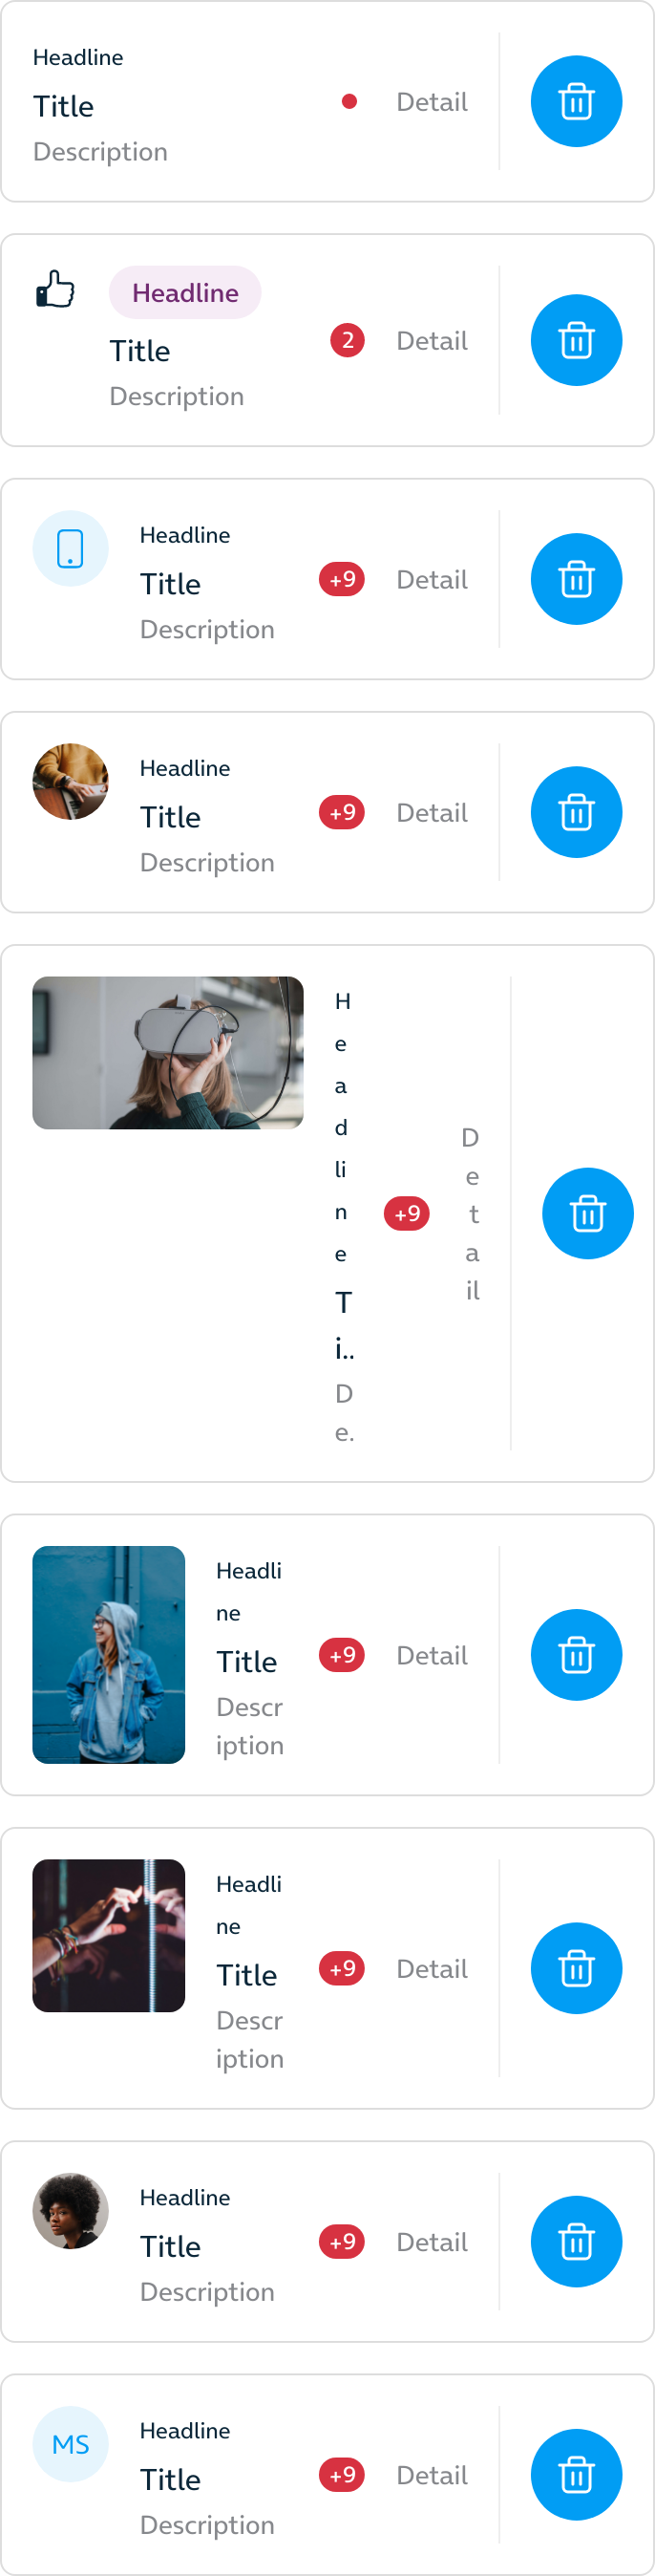 Headline
Title
Description
Detail
Headline
Title
Description
2
Detail
Headline
Title
Description
+9
Detail
Headline
Title
Description
+9
Detail
H
e
a
d
li
n
e
T
i..
D
e.
+9
D
e
t
a
il
Headli
ne
Title
Descr
iption
+9
Detail
Headli
ne
Title
Descr
iption
+9
Detail
Headline
Title
Description
+9
Detail
MS
Headline
Title
Description
+9
Detail